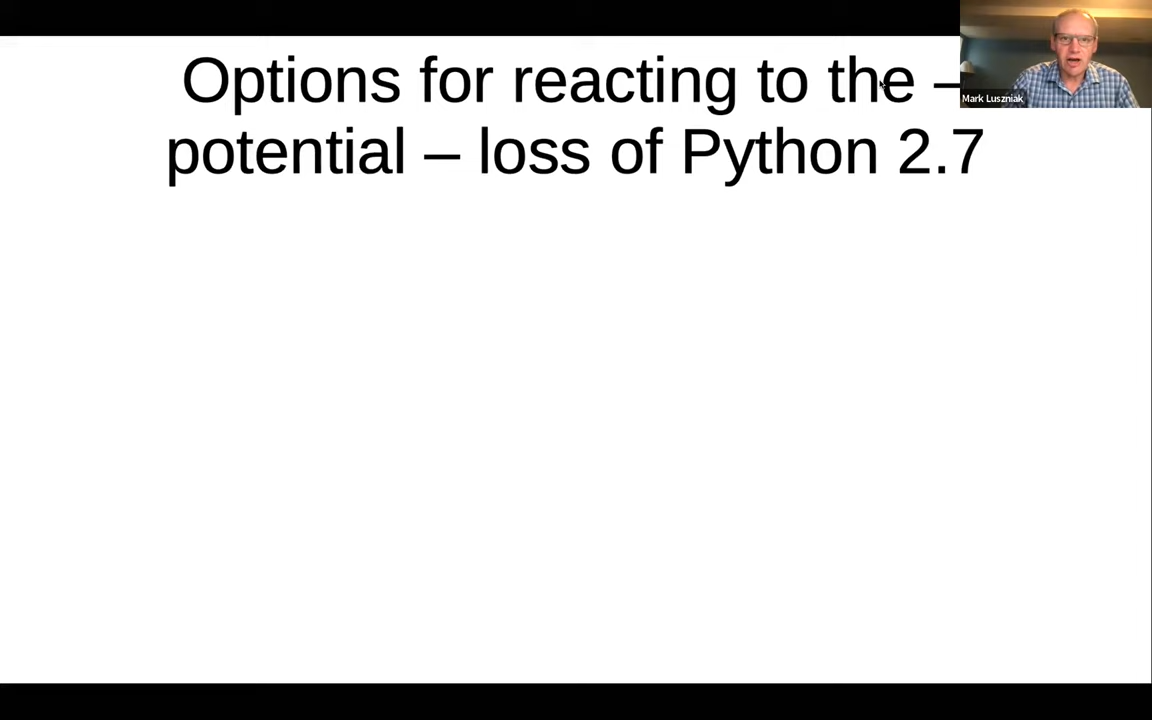 Options for reacting to the –
potential – loss of Python 2.7
Mark Luszniak